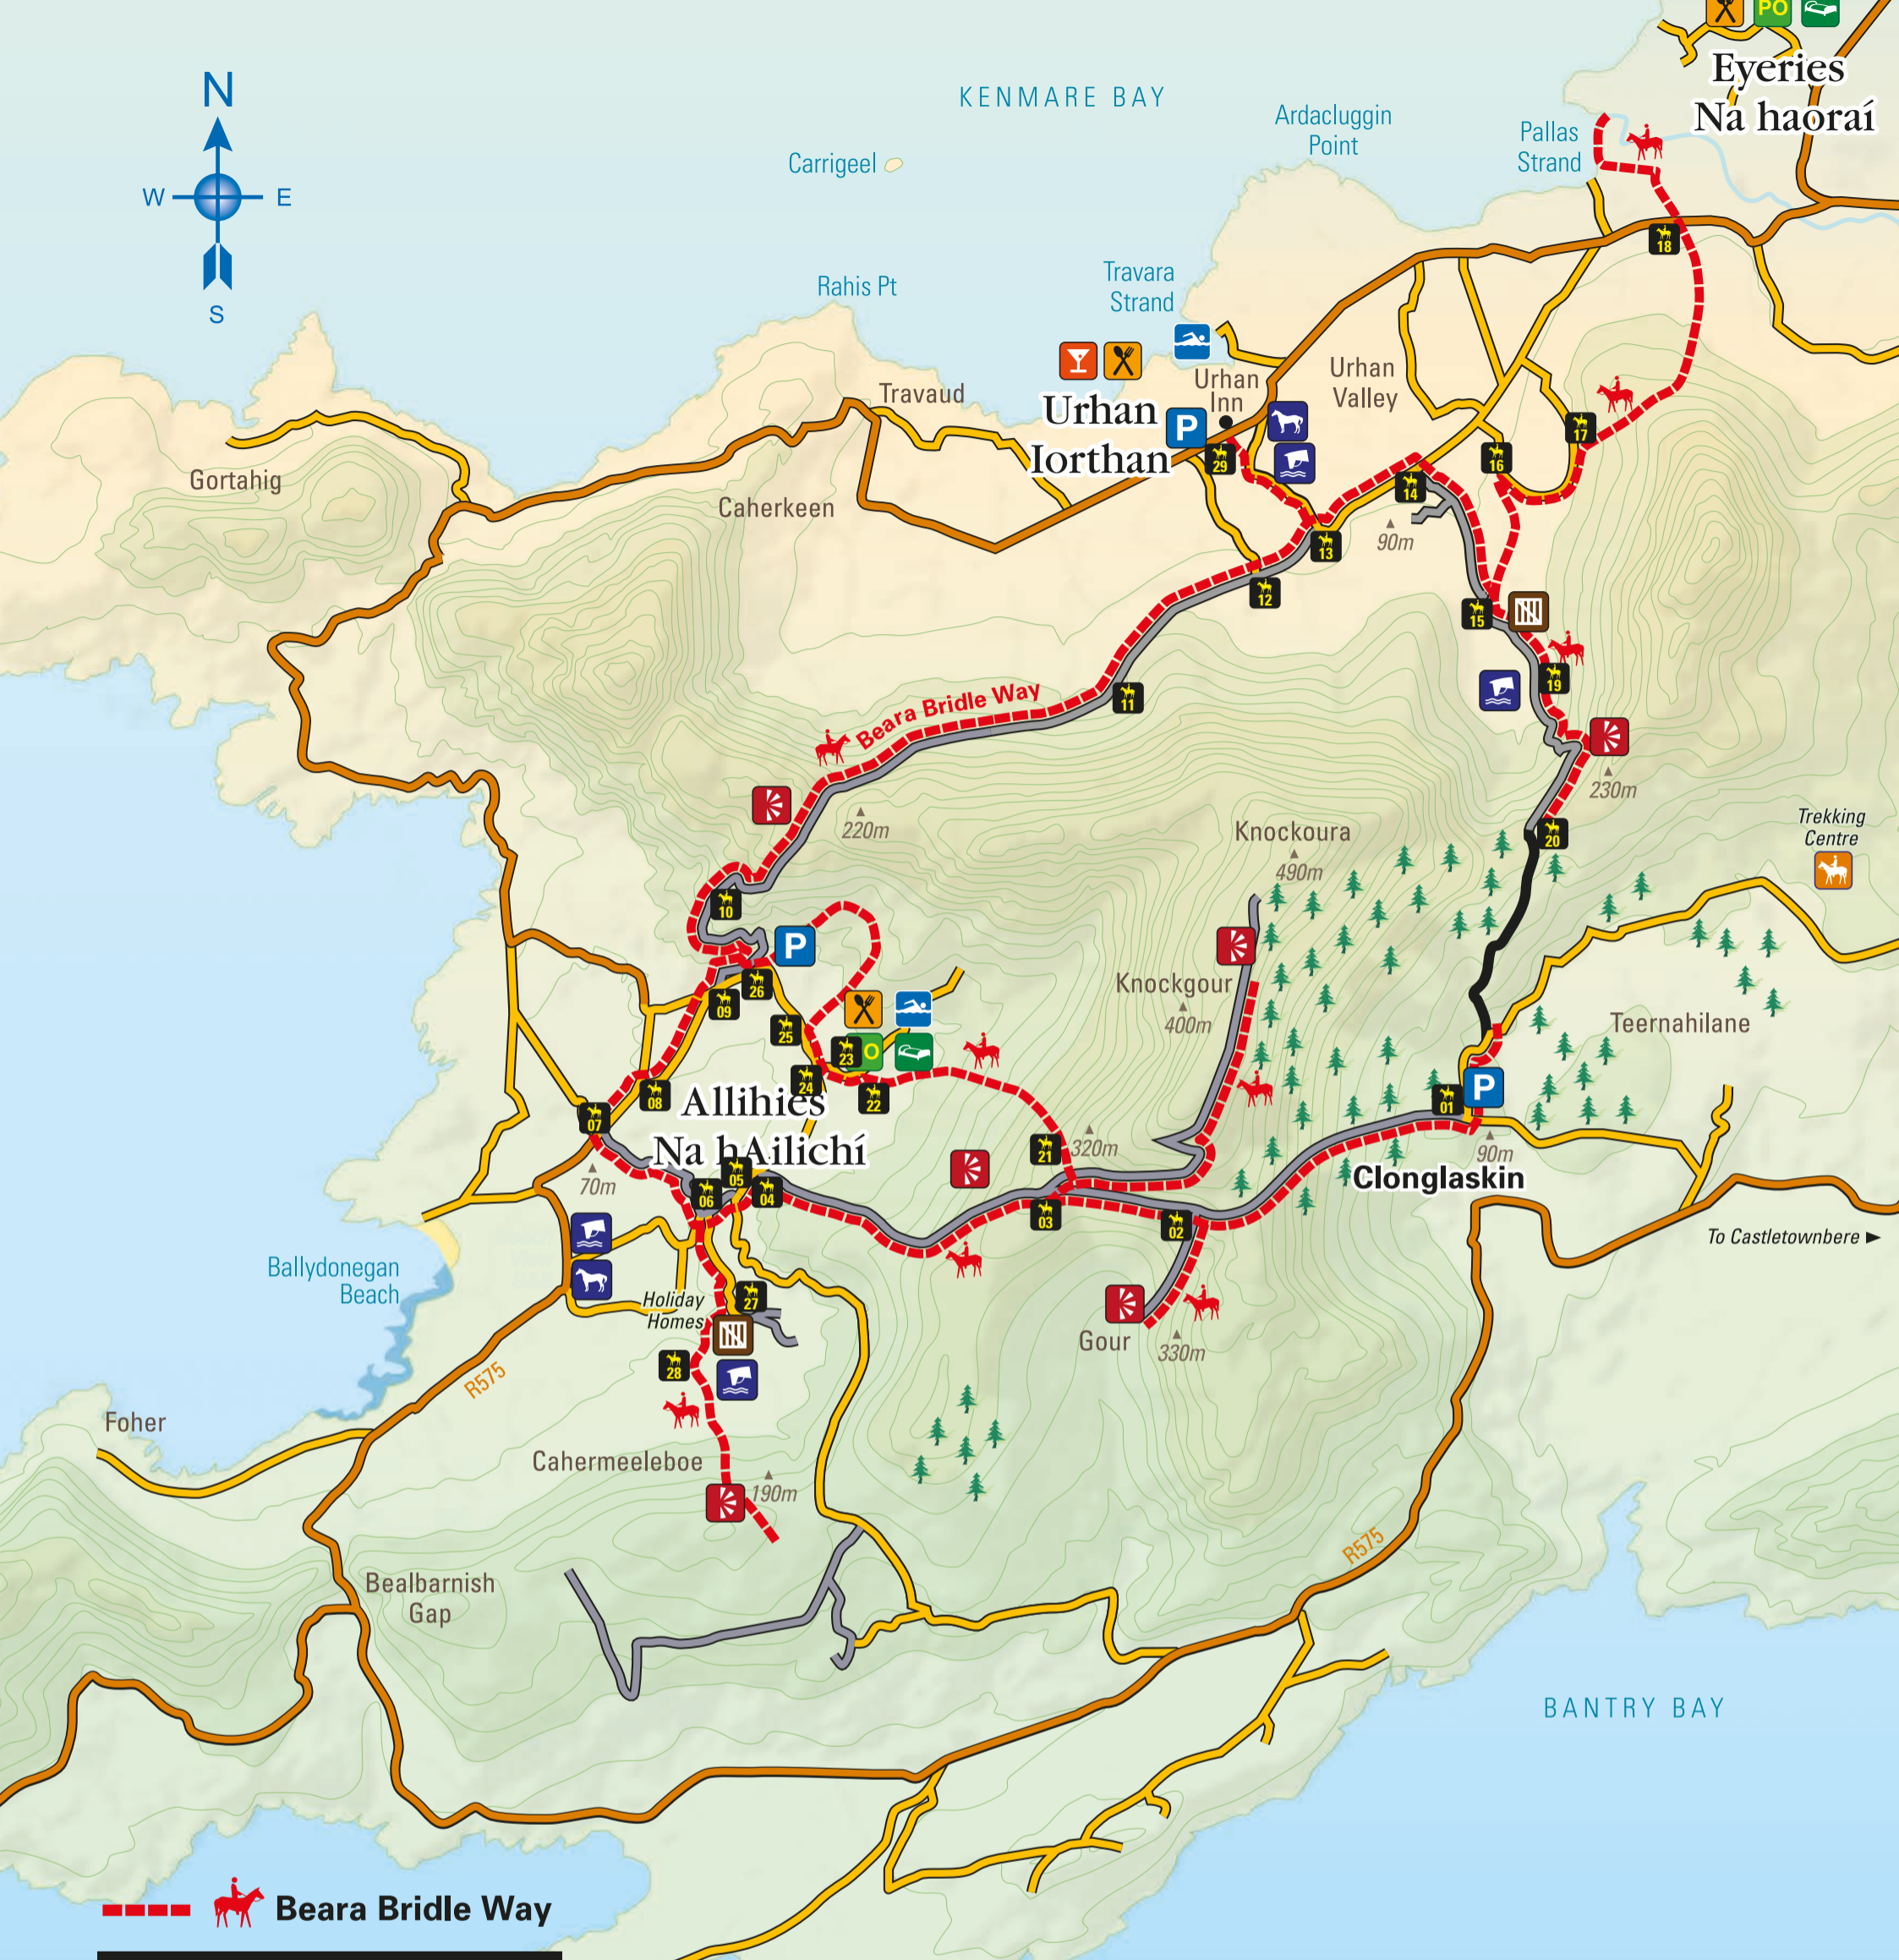 PO
Eyeries
Na haoraí
N
W
E
S
KENMARE BAY
Carrigeel
Ardacluggin
Point
Pallas
Strand
18
Rahis Pt
Travara
Strand
Travaud
Urhan
Iorthan
Urhan
Inn
P
Urhan
Valley
29
17
16
14
90m
13
12
Gortahig
Caherkeen
15
19
11
Beara Bridle Way
230m
20
220m
Knockoura
490m
Trekking
Centre
10
P
26
09
25
23
O
24
22
Knockgour
400m
Teernahilane
08
07
Allihies
Na hAilichí
01
P
90m
Clonglaskin
21
320m
70m
05
06
04
03
02
To Castletownbere
Ballydonegan
Beach
Holiday
Homes
27
28
Gour
330m
R575
Foher
Cahermeeleboe
190m
R575
Bealbarnish
Gap
BANTRY BAY
Beara Bridle Way